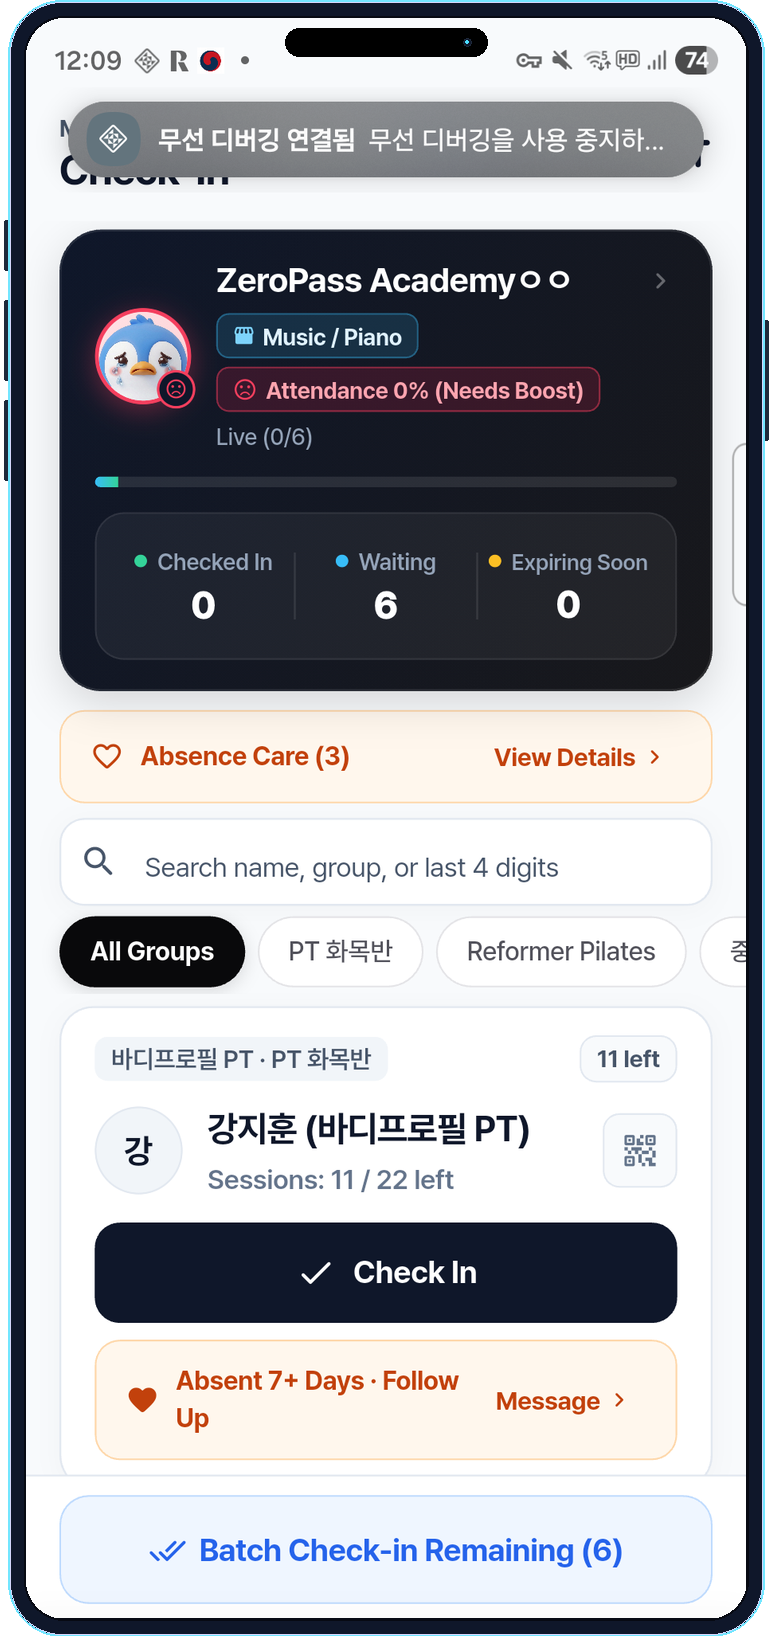 12:09
HD
74
무선 디버깅 연결됨 무선 디버깅을 사용 중지하...
Check-in
ZeroPass Academyㅇㅇ
Music / Piano
Attendance 0% (Needs Boost)
Live (0/6)
Checked In
0
Waiting
6
Expiring Soon
0
Absence Care (3)
View Details
Search name, group, or last 4 digits
All Groups
PT 화목반
Reformer Pilates
중
바디프로필 PT · PT 화목반
11 left
강
강지훈 (바디프로필 PT)
Sessions: 11 / 22 left
Check In
Absent 7+ Days · Follow
Up
Message
Batch Check-in Remaining (6)